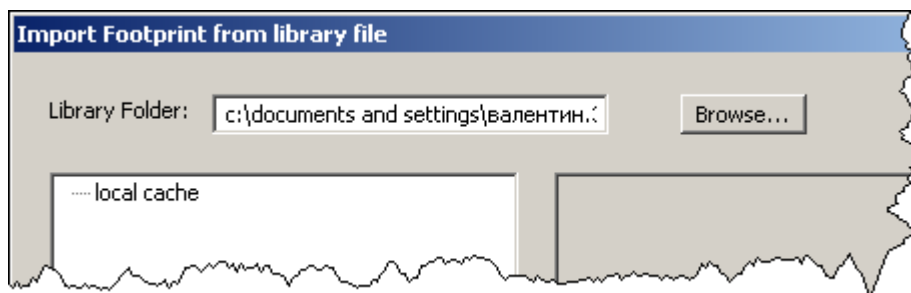 Import Footprint from library file
Library Folder: c:\documents and settings\валентин. Browse...
local cache